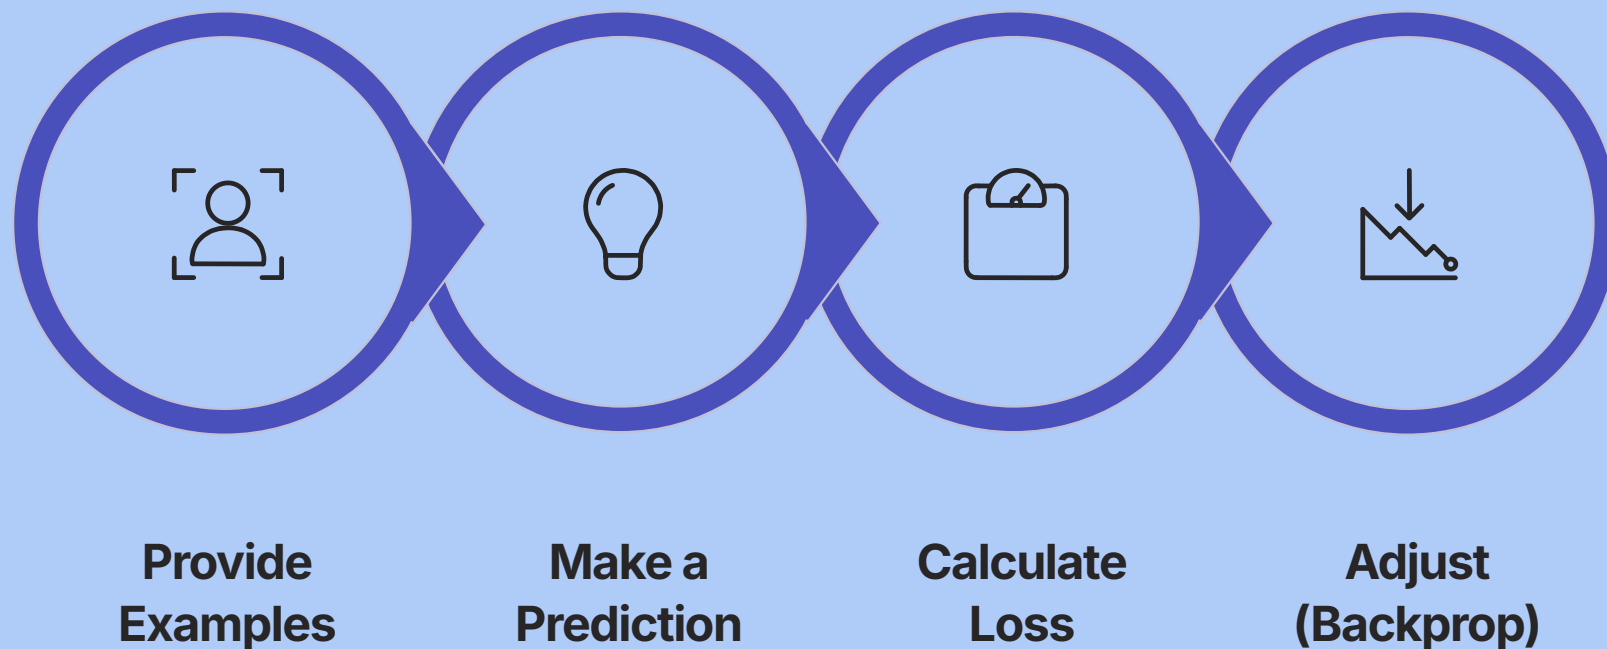 Provide
Examples
Make a
Prediction
Calculate
Loss
Adjust
(Backprop)